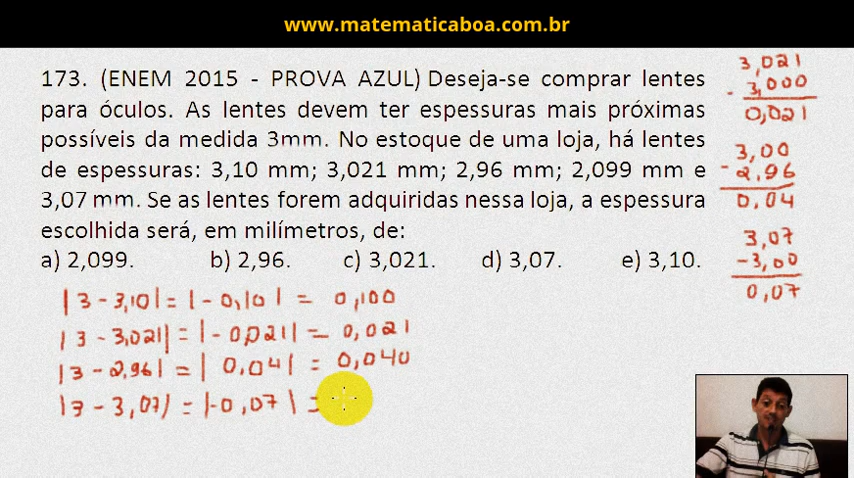 www.matematicaboa.com.br
173. (ENEM 2015 - PROVA AZUL) Deseja-se comprar lentes
para óculos. As lentes devem ter espessuras mais próximas
possíveis da medida 3mm. No estoque de uma loja, há lentes
de espessuras: 3,10 mm; 3,021 mm; 2,96 mm; 2,099 mm e
3,07 mm. Se as lentes forem adquiridas nessa loja, a espessura
escolhida será, em milímetros, de:
a) 2,099. b) 2,96. c) 3,021. d) 3,07. e) 3,10.
|3 - 3,10| = |- 0,10| = 0,100
|3 - 3,021| = |- 0,021| = 0,021
|3 - 2,96| = | 0,04| = 0,040
|3 - 3,07| = |-0,07| =
3,021
- 3,000
0,021
3,00
- 2,96
0,04
3,07
-3,00
0,07